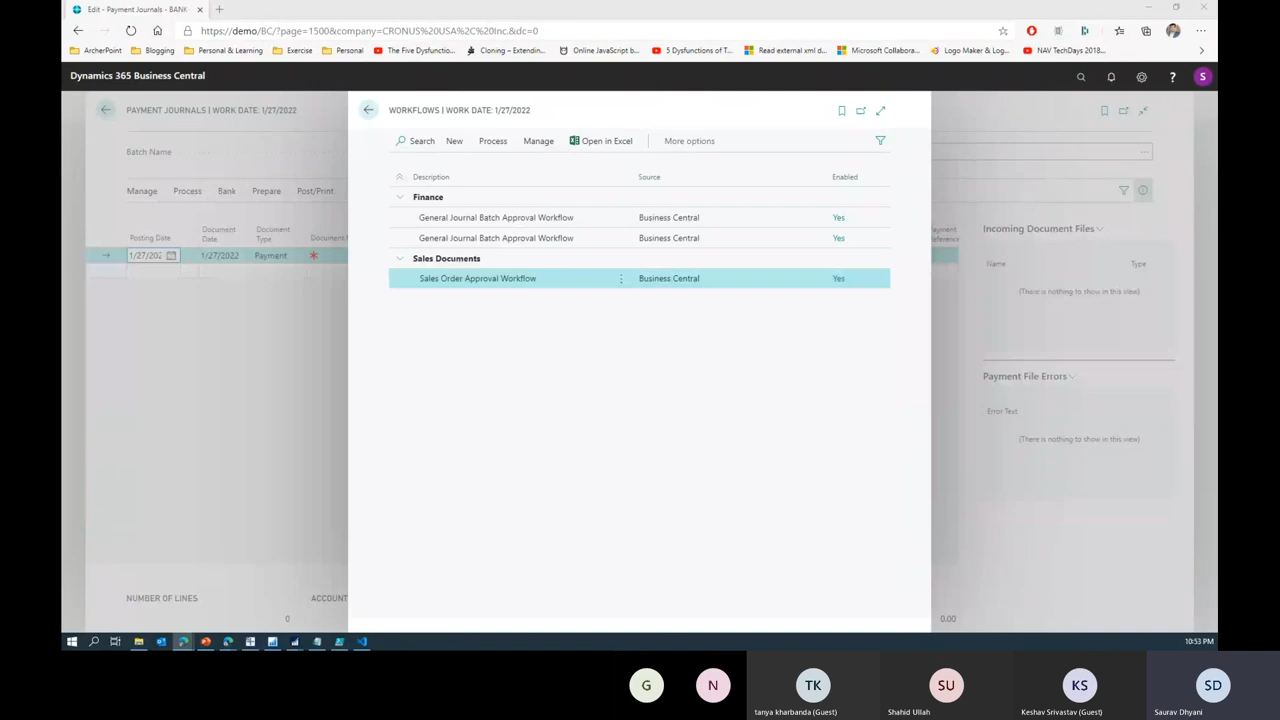 Edit - Payment Journals - BANK
https://demo/BC/?page=1500&company=CRONUS%20USA%2C%20Inc.&dc=0
ArcherPoint
Blogging
Personal & Learning
Exercise
Personal
The Five Dysfunctio...
Cloning – Extendin...
Online JavaScript b...
5 Dysfunctions of T...
Read external xml d...
Microsoft Collabora...
Logo Maker & Log...
NAV TechDays 2018...
Dynamics 365 Business Central
?
S
PAYMENT JOURNALS | WORK DATE: 1/27/2022
WORKFLOWS | WORK DATE: 1/27/2022
Search
New
Process
Manage
Open in Excel
More options
Batch Name
Manage
Process
Bank
Prepare
Post/Print
Description
Source
Enabled
Finance
General Journal Batch Approval Workflow
Business Central
Yes
General Journal Batch Approval Workflow
Business Central
Yes
Sales Documents
Sales Order Approval Workflow
Business Central
Yes
Posting Date
Document
Date
Document
Type
1/27/202
1/27/2022
Payment
Payment
Incoming Document Files
Name
Type
(There is nothing to show in this view)
Payment File Errors
Error Text
(There is nothing to show in this view)
NUMBER OF LINES
ACCOUNT
0
0.00
10:53 PM
G
N
TK
tanya kharbanda (Guest)
SU
Shahid Ullah
KS
Keshav Srivastav (Guest)
SD
Saurav Dhyani